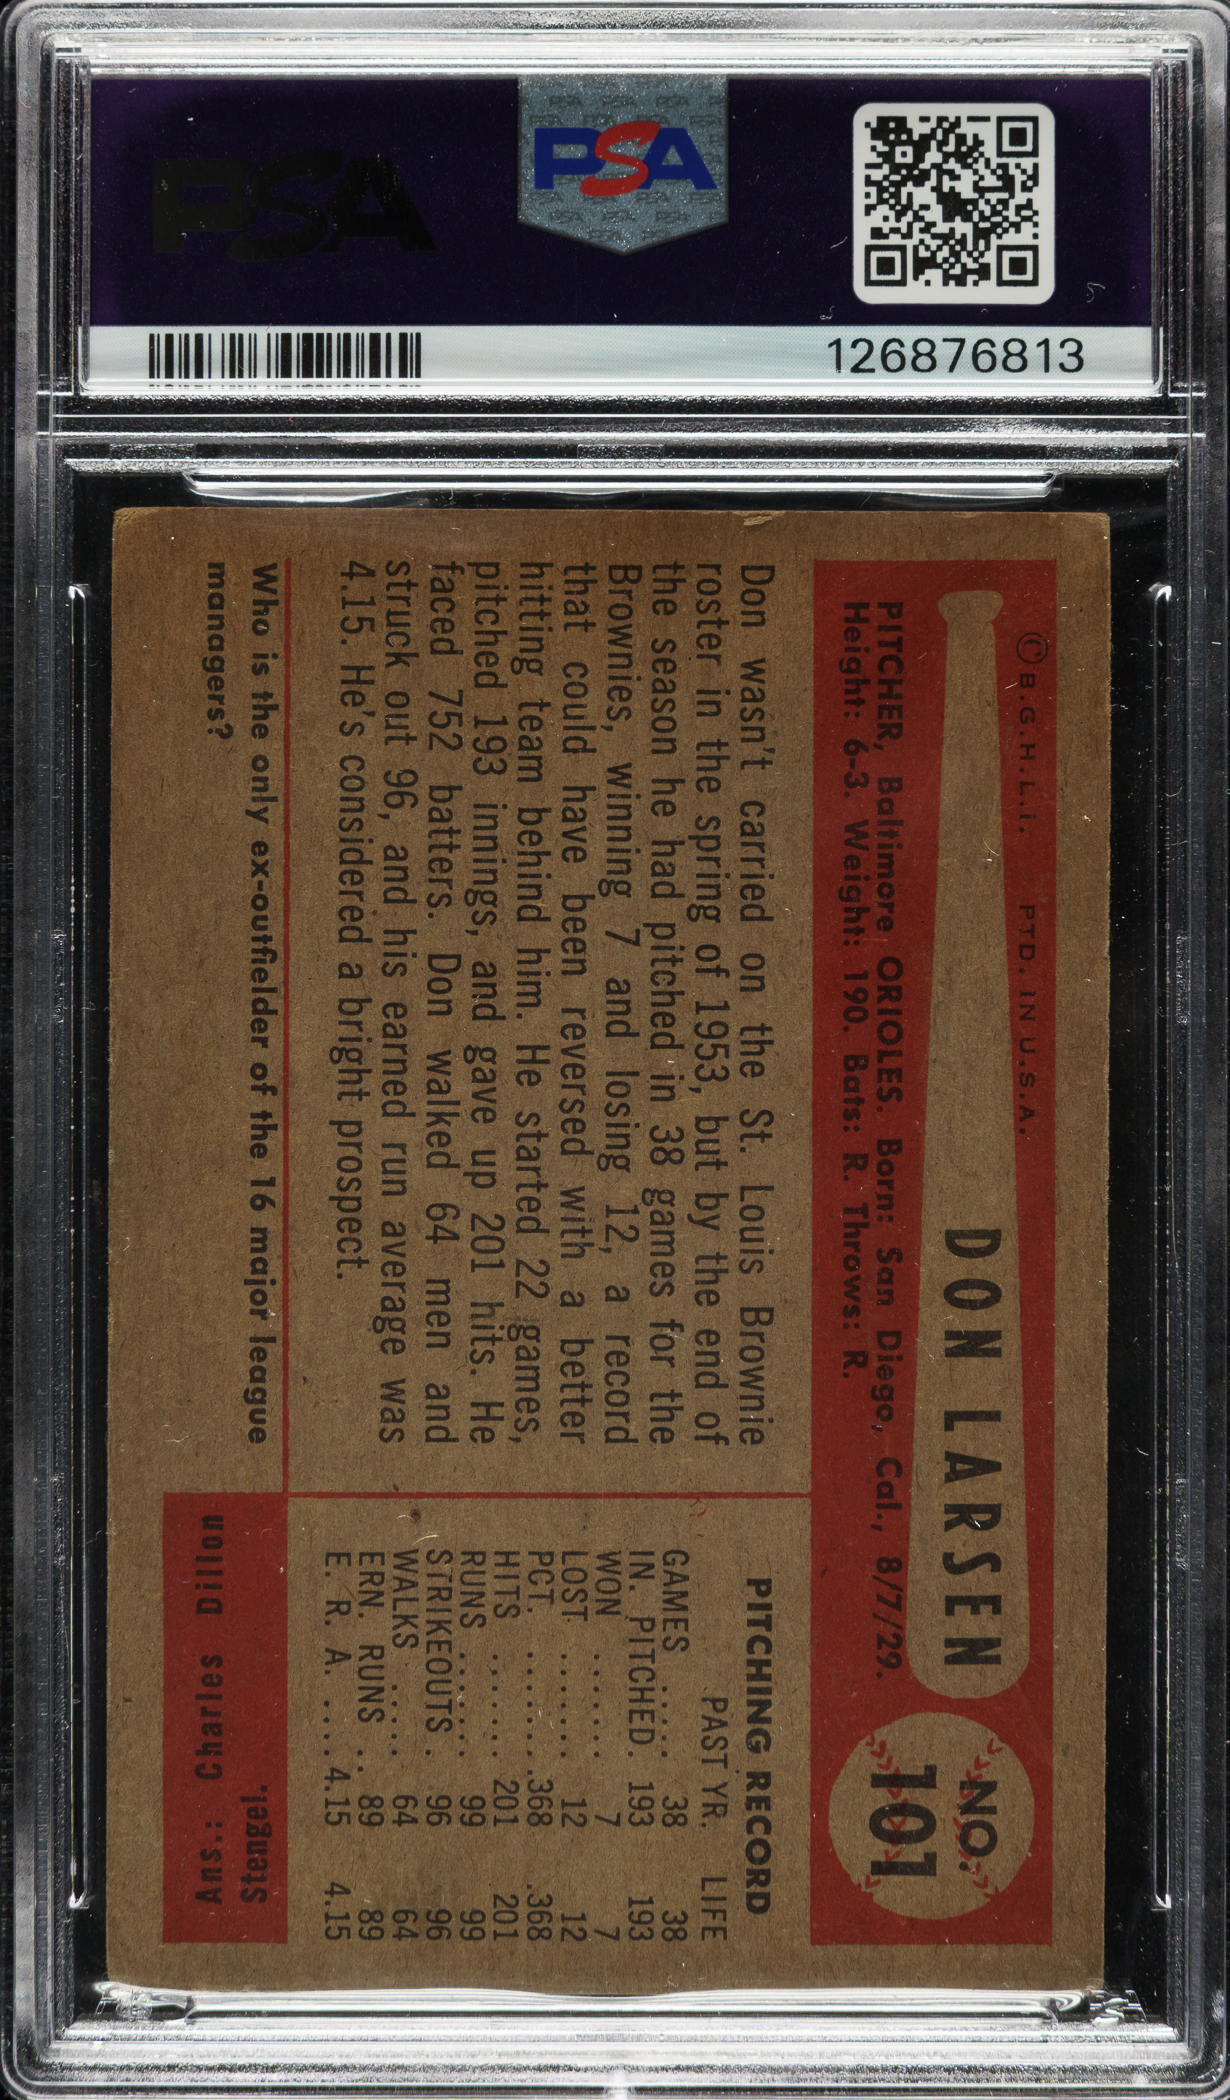 PSA
PSA
126876813
© B.G.H.L.I. PTD. IN U.S.A.
DON LARSEN
NO.
101
PITCHER, Baltimore ORIOLES. Born: San Diego, Cal., 8/7/29.
Height: 6-3. Weight: 190. Bats: R. Throws: R.
Don wasn't carried on the St. Louis Brownie
roster in the spring of 1953, but by the end of
the season he had pitched in 38 games for the
Brownies, winning 7 and losing 12, a record
that could have been reversed with a better
hitting team behind him. He started 22 games,
pitched 193 innings, and gave up 201 hits. He
faced 752 batters. Don walked 64 men and
struck out 96, and his earned run average was
4.15. He's considered a bright prospect.
PITCHING RECORD
PAST YR. LIFE
GAMES ..... 38 38
IN. PITCHED. 193 193
WON ....... 7 7
LOST ....... 12 12
PCT. ....... .368 .368
HITS ...... 201 201
RUNS ....... 99 99
STRIKEOUTS . 96 96
WALKS ..... 64 64
ERN. RUNS .. 89 89
E. R. A. .... 4.15 4.15
Who is the only ex-outfielder of the 16 major league
managers?
Ans.: Charles Dillon
Stengel.